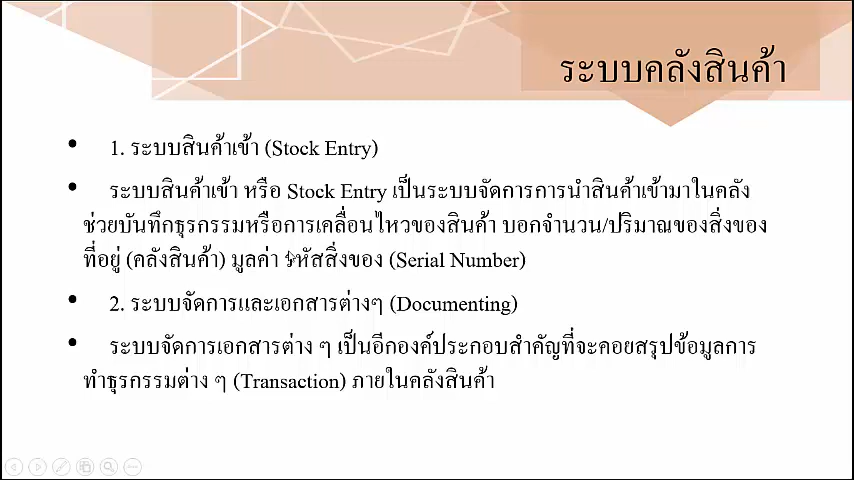 ระบบคลังสินค้า
• 1. ระบบสินค้าเข้า (Stock Entry)
• ระบบสินค้าเข้า หรือ Stock Entry เป็นระบบจัดการการนำสินค้าเข้ามาในคลัง
ช่วยบันทึกธุรกรรมหรือการเคลื่อนไหวของสินค้า บอกจำนวน/ปริมาณของสิ่งของ
ที่อยู่ (คลังสินค้า) มูลค่า รหัสสิ่งของ (Serial Number)
• 2. ระบบจัดการและเอกสารต่างๆ (Documenting)
• ระบบจัดการเอกสารต่าง ๆ เป็นอีกองค์ประกอบสำคัญที่จะคอยสรุปข้อมูลการ
ทำธุรกรรมต่าง ๆ (Transaction) ภายในคลังสินค้า